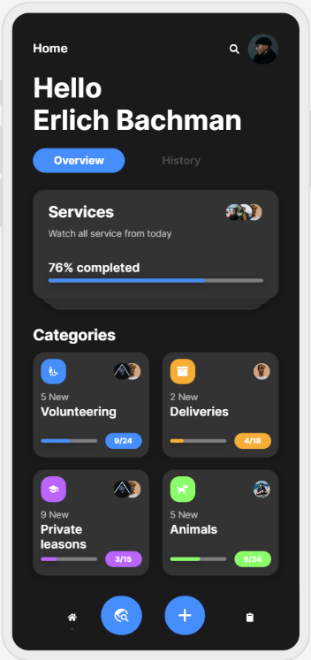 Home
Hello
Erlich Bachman
Overview
History
Services
Watch all service from today
76% completed
Categories
5 New
Volunteering
9/24
2 New
Deliveries
4/18
9 New
Private
leasons
3/15
5 New
Animals
9/24